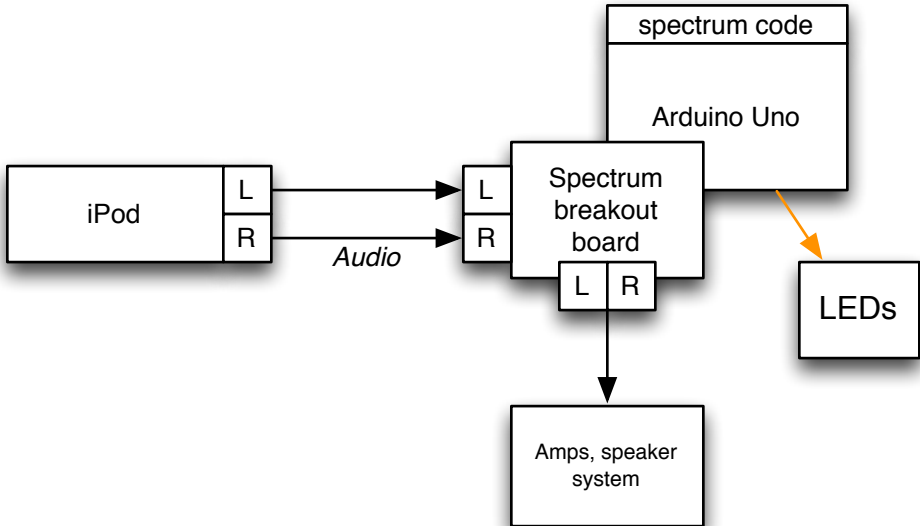 spectrum code
Arduino Uno
iPod
L
R
Audio
L
R
Spectrum
breakout
board
L
R
LEDs
Amps, speaker
system